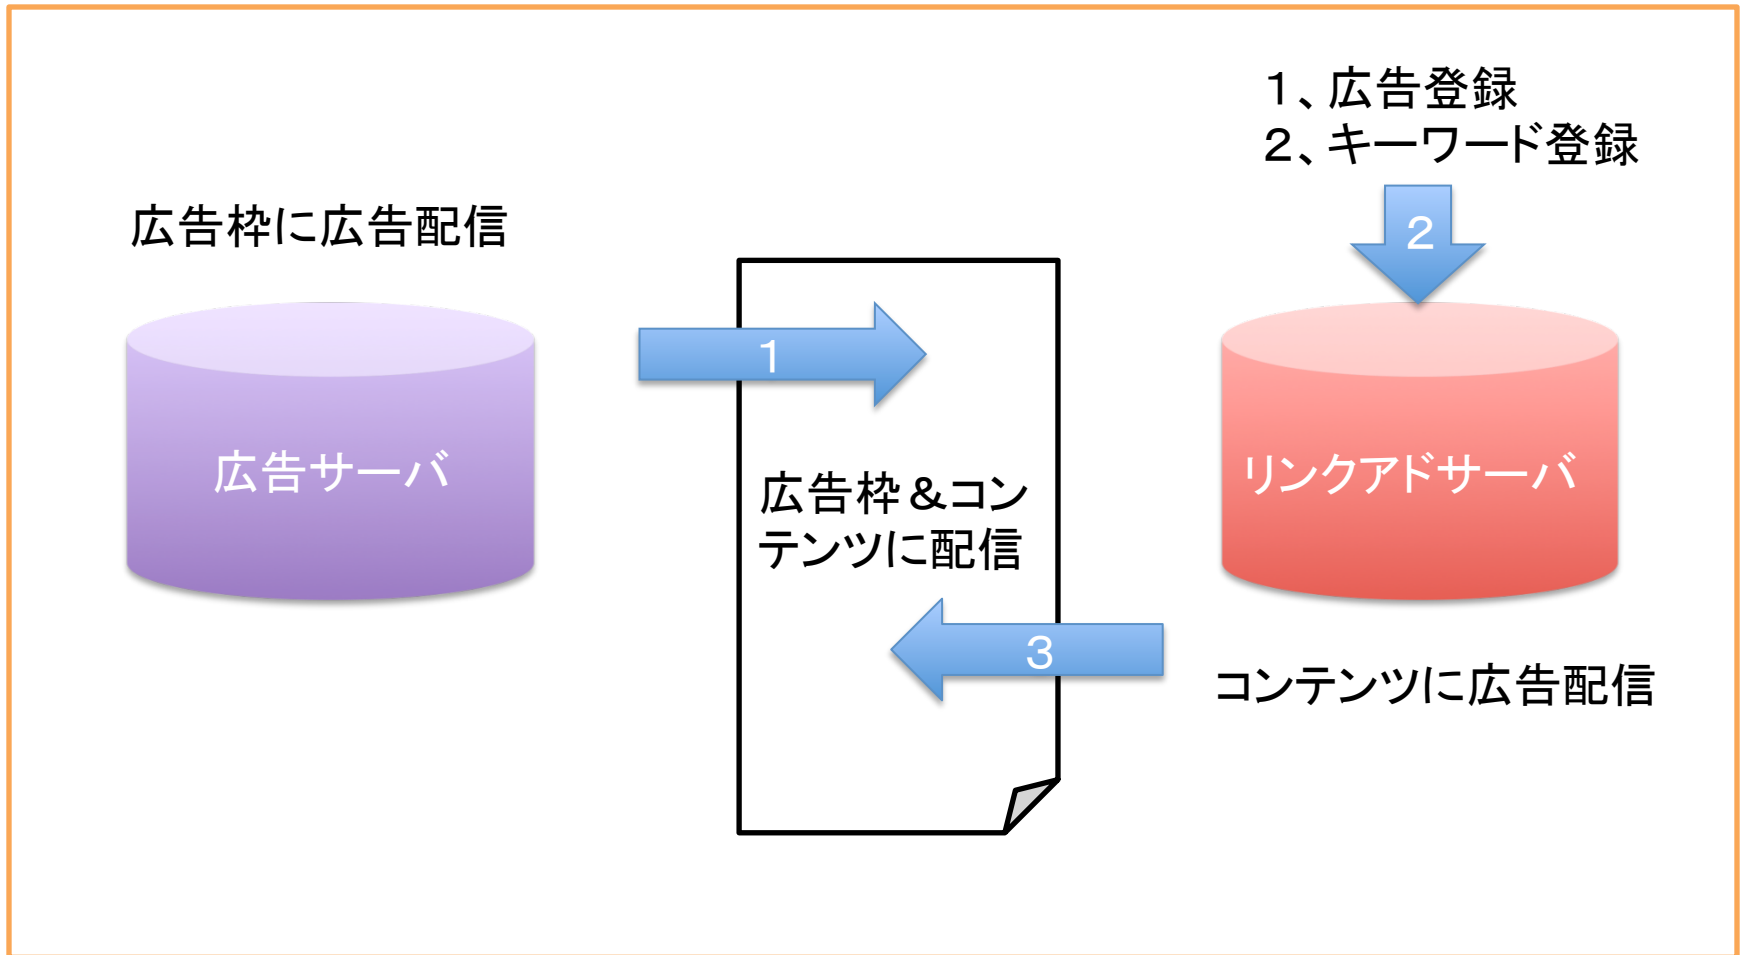 １、広告登録
２、キーワード登録
広告枠に広告配信
２
１
広告サーバ
広告枠＆コン
テンツに配信
リンクアドサーバ
３
コンテンツに広告配信